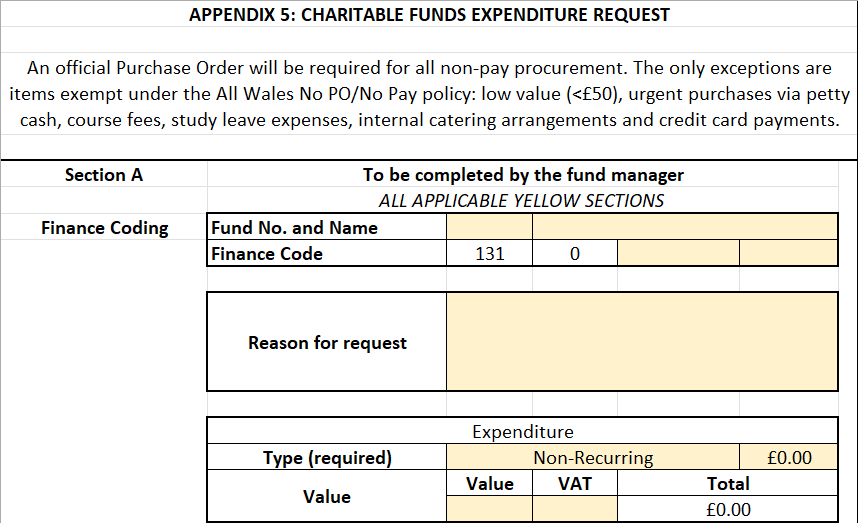 APPENDIX 5: CHARITABLE FUNDS EXPENDITURE REQUEST
An official Purchase Order will be required for all non-pay procurement. The only exceptions are
items exempt under the All Wales No PO/No Pay policy: low value (<£50), urgent purchases via petty
cash, course fees, study leave expenses, internal catering arrangements and credit card payments.
Section A To be completed by the fund manager
ALL APPLICABLE YELLOW SECTIONS
Finance Coding Fund No. and Name
Finance Code 131 0
Reason for request
Expenditure
Type (required) Non-Recurring £0.00
Value Value VAT Total
£0.00